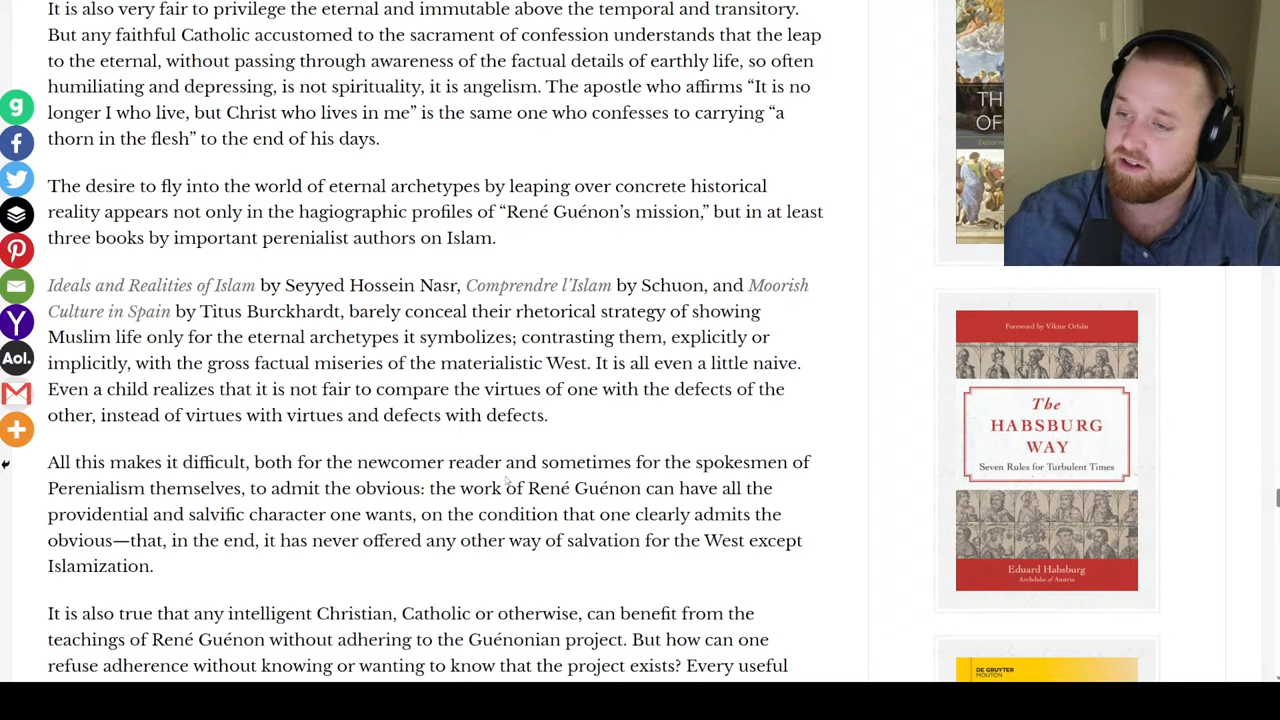 It is also very fair to privilege the eternal and immutable above the temporal and transitory.
But any faithful Catholic accustomed to the sacrament of confession understands that the leap
to the eternal, without passing through awareness of the factual details of earthly life, so often
humiliating and depressing, is not spirituality, it is angelism. The apostle who affirms “It is no
longer I who live, but Christ who lives in me” is the same one who confesses to carrying “a
thorn in the flesh” to the end of his days.
The desire to fly into the world of eternal archetypes by leaping over concrete historical
reality appears not only in the hagiographic profiles of “René Guénon’s mission,” but in at least
three books by important perenialist authors on Islam.
Ideals and Realities of Islam by Seyyed Hossein Nasr, Comprendre l’Islam by Schuon, and Moorish
Culture in Spain by Titus Burckhardt, barely conceal their rhetorical strategy of showing
Muslim life only for the eternal archetypes it symbolizes; contrasting them, explicitly or
implicitly, with the gross factual miseries of the materialistic West. It is all even a little naive.
Even a child realizes that it is not fair to compare the virtues of one with the defects of the
other, instead of virtues with virtues and defects with defects.
All this makes it difficult, both for the newcomer reader and sometimes for the spokesmen of
Perenialism themselves, to admit the obvious: the work of René Guénon can have all the
providential and salvific character one wants, on the condition that one clearly admits the
obvious—that, in the end, it has never offered any other way of salvation for the West except
Islamization.
It is also true that any intelligent Christian, Catholic or otherwise, can benefit from the
teachings of René Guénon without adhering to the Guénonian project. But how can one
refuse adherence without knowing or wanting to know that the project exists? Every useful
g
Y
Aol.
TH
OF
CH
Foreword by Viktor Orbán
The
HABSBURG
WAY
Seven Rules for Turbulent Times
Eduard Habsburg
Archduke of Austria
DE GRUYTER
MOUTON